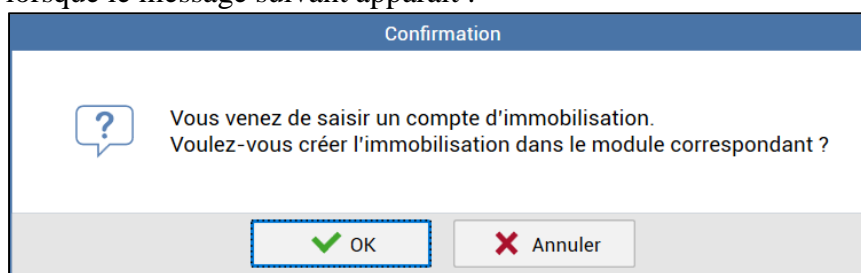 lorsque le message suivant apparaît :
Confirmation
Vous venez de saisir un compte d'immobilisation.
Voulez-vous créer l'immobilisation dans le module correspondant ?
OK
Annuler